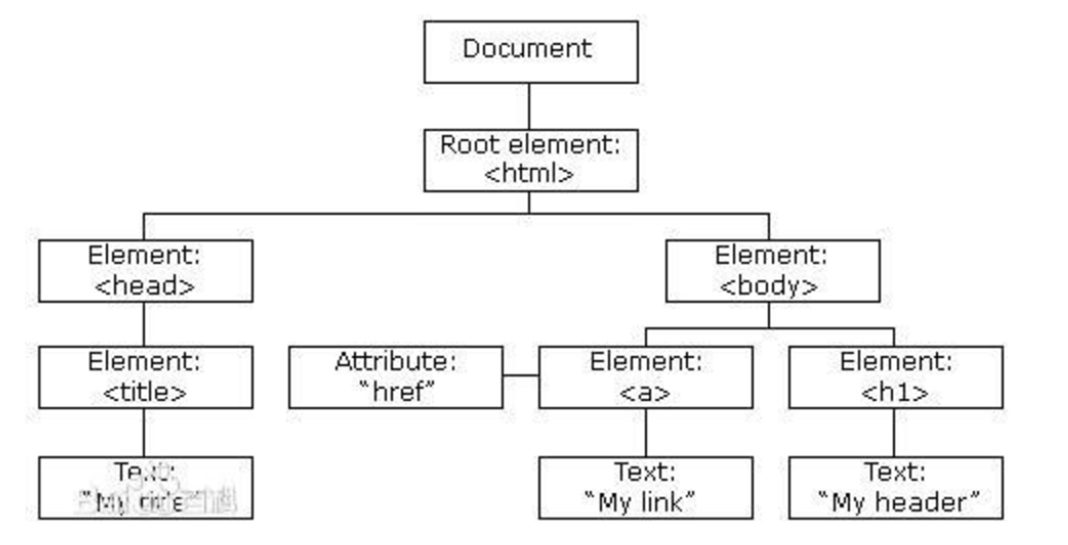 Document
Root element:
<html>
Element:
<head>
Element:
<body>
Element:
<title>
Attribute:
“href”
Element:
<a>
Element:
<h1>
Text:
“My title”
Text:
“My link”
Text:
“My header”